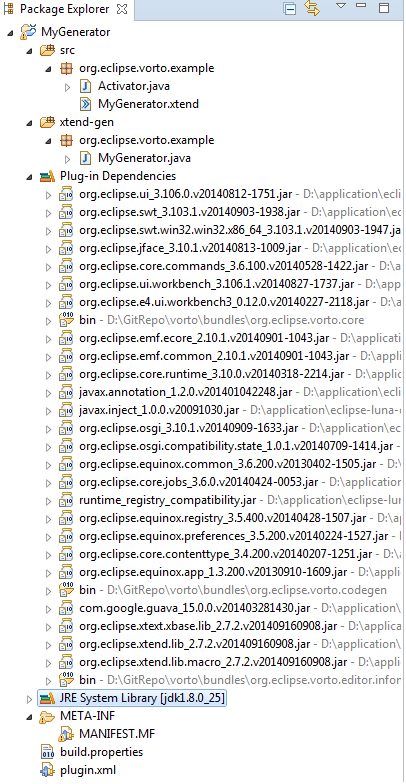 Package Explorer
MyGenerator
src
org.eclipse.vorto.example
Activator.java
MyGenerator.xtend
xtend-gen
org.eclipse.vorto.example
MyGenerator.java
Plug-in Dependencies
org.eclipse.ui_3.106.0.v20140812-1751.jar - D:\application\ecli
org.eclipse.swt_3.103.1.v20140903-1938.jar - D:\application\ec
org.eclipse.swt.win32.win32.x86_64_3.103.1.v20140903-1947.ja
org.eclipse.jface_3.10.1.v20140813-1009.jar - D:\application\ec
org.eclipse.core.commands_3.6.100.v20140528-1422.jar - D:\a
org.eclipse.ui.workbench_3.106.1.v20140827-1737.jar - D:\appl
org.eclipse.e4.ui.workbench3_0.12.0.v20140227-2118.jar - D:\a
bin - D:\GitRepo\vorto\bundles\org.eclipse.vorto.core
org.eclipse.emf.ecore_2.10.1.v20140901-1043.jar - D:\applicatio
org.eclipse.emf.common_2.10.1.v20140901-1043.jar - D:\applic
org.eclipse.core.runtime_3.10.0.v20140318-2214.jar - D:\applic
javax.annotation_1.2.0.v201401042248.jar - D:\application\ecli
javax.inject_1.0.0.v20091030.jar - D:\application\eclipse-luna-
org.eclipse.osgi_3.10.1.v20140909-1633.jar - D:\application\ec
org.eclipse.osgi.compatibility.state_1.0.1.v20140709-1414.jar -
org.eclipse.equinox.common_3.6.200.v20130402-1505.jar - D:\
org.eclipse.core.jobs_3.6.0.v20140424-0053.jar - D:\application
runtime_registry_compatibility.jar - D:\application\eclipse-lu
org.eclipse.equinox.registry_3.5.400.v20140428-1507.jar - D:\a
org.eclipse.equinox.preferences_3.5.200.v20140224-1527.jar - D
org.eclipse.core.contenttype_3.4.200.v20140207-1251.jar - D:\a
org.eclipse.equinox.app_1.3.200.v20130910-1609.jar - D:\appli
bin - D:\GitRepo\vorto\bundles\org.eclipse.vorto.codegen
com.google.guava_15.0.0.v201403281430.jar - D:\application\
org.eclipse.xtext.xbase.lib_2.7.2.v201409160908.jar - D:\applic
org.eclipse.xtend.lib_2.7.2.v201409160908.jar - D:\application\
org.eclipse.xtend.lib.macro_2.7.2.v201409160908.jar - D:\appli
bin - D:\GitRepo\vorto\bundles\org.eclipse.vorto.editor.infor
JRE System Library [jdk1.8.0_25]
META-INF
MANIFEST.MF
build.properties
plugin.xml